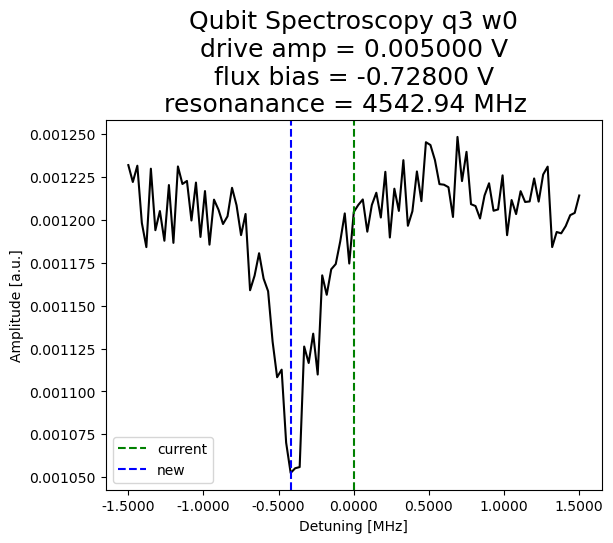 Qubit Spectroscopy q3 w0
drive amp = 0.005000 V
flux bias = -0.72800 V
resonanance = 4542.94 MHz
0.001250
0.001225
0.001200
0.001175
0.001150
0.001125
0.001100
0.001075
0.001050
Amplitude [a.u.]
current
new
-1.5000 -1.0000 -0.5000 0.0000 0.5000 1.0000 1.5000
Detuning [MHz]